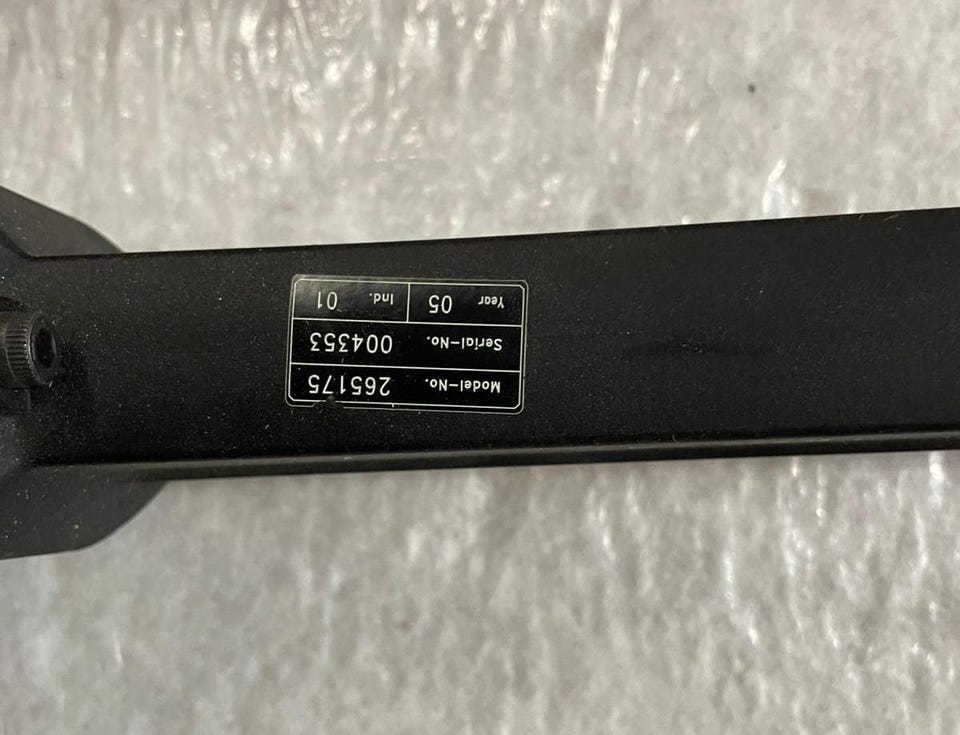 Model-No. 265175
Serial-No. 004353
Year 05 Ind. 01